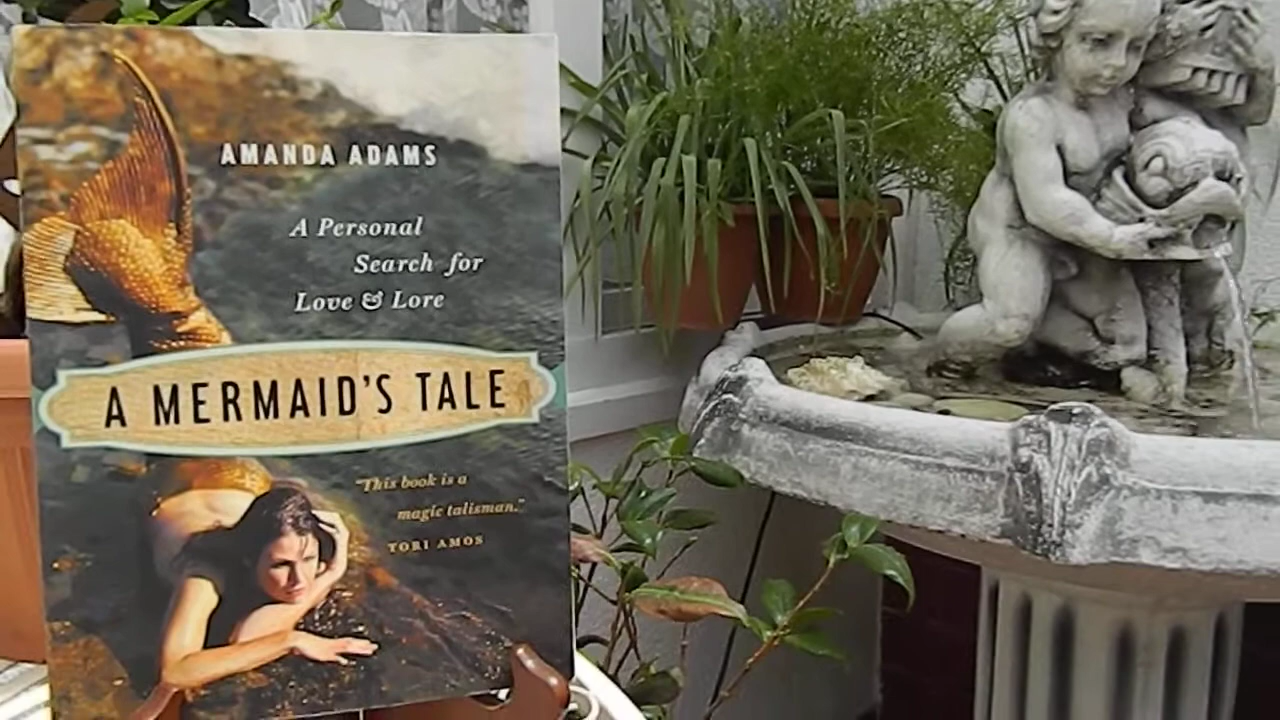 AMANDA ADAMS
A Personal
Search for
Love & Lore
A MERMAID'S TALE
"This book is a
magic talisman."
TORI AMOS